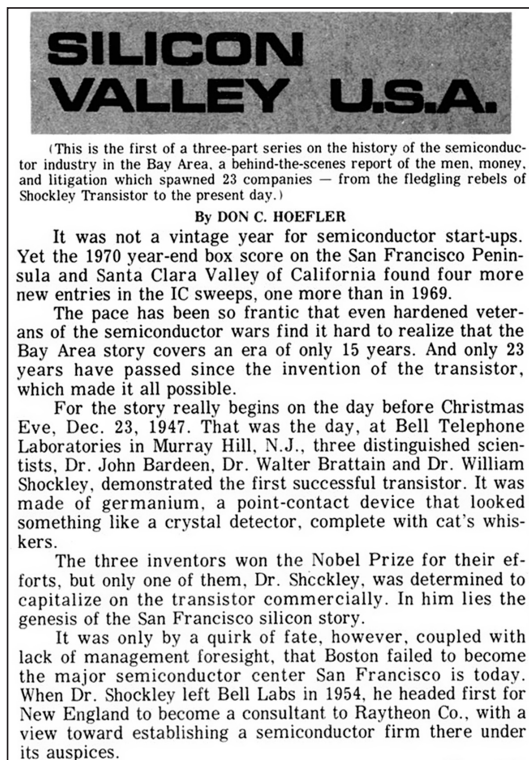 SILICON
VALLEY U.S.A.
(This is the first of a three-part series on the history of the semiconduc-
tor industry in the Bay Area, a behind-the-scenes report of the men, money,
and litigation which spawned 23 companies — from the fledgling rebels of
Shockley Transistor to the present day.)
By DON C. HOEFLER
It was not a vintage year for semiconductor start-ups.
Yet the 1970 year-end box score on the San Francisco Penin-
sula and Santa Clara Valley of California found four more
new entries in the IC sweeps, one more than in 1969.
The pace has been so frantic that even hardened veter-
ans of the semiconductor wars find it hard to realize that the
Bay Area story covers an era of only 15 years. And only 23
years have passed since the invention of the transistor,
which made it all possible.
For the story really begins on the day before Christmas
Eve, Dec. 23, 1947. That was the day, at Bell Telephone
Laboratories in Murray Hill, N.J., three distinguished scien-
tists, Dr. John Bardeen, Dr. Walter Brattain and Dr. William
Shockley, demonstrated the first successful transistor. It was
made of germanium, a point-contact device that looked
something like a crystal detector, complete with cat's whis-
kers.
The three inventors won the Nobel Prize for their ef-
forts, but only one of them, Dr. Shockley, was determined to
capitalize on the transistor commercially. In him lies the
genesis of the San Francisco silicon story.
It was only by a quirk of fate, however, coupled with
lack of management foresight, that Boston failed to become
the major semiconductor center San Francisco is today.
When Dr. Shockley left Bell Labs in 1954, he headed first for
New England to become a consultant to Raytheon Co., with a
view toward establishing a semiconductor firm there under
its auspices.